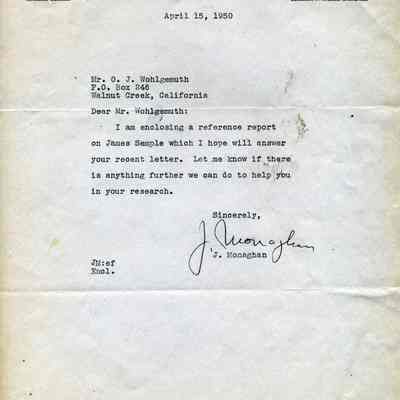 April 15, 1950
Mr. O. J. Wohlgemuth
P.O. Box 246
Walnut Creek, California
Dear Mr. Wohlgemuth:
I am enclosing a reference report
on James Semple which I hope will answer
your recent letter. Let me know if there
is anything further we can do to help you
in your research.
Sincerely,
J. Monaghan
J. Monaghan
JM:ef
Encl.